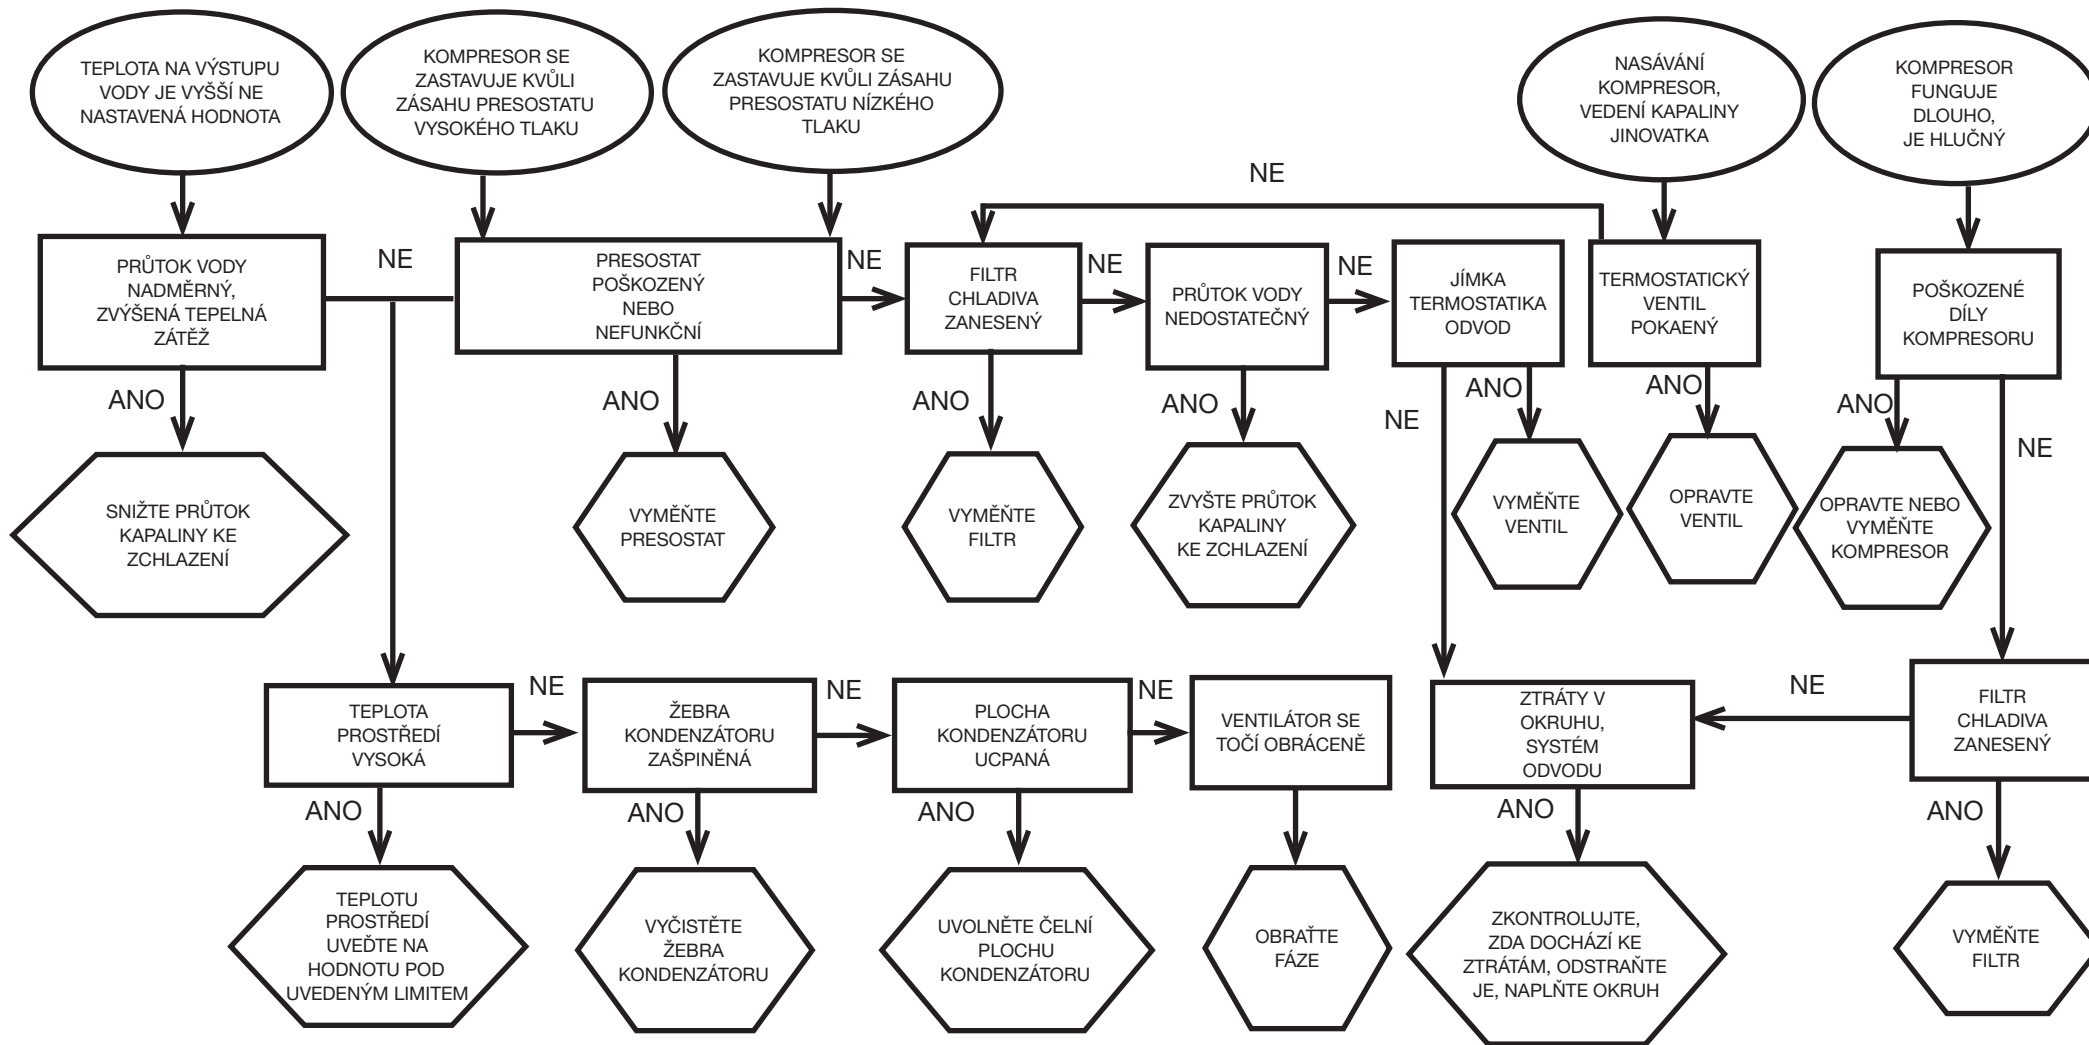 TEPLOTA NA VÝSTUPU
VODY JE VYŠŠÍ NE
NASTAVENÁ HODNOTA
KOMPRESOR SE
ZASTAVUJE KVŮLI
ZÁSAHU PRESOSTATU
VYSOKÉHO TLAKU
KOMPRESOR SE
ZASTAVUJE KVŮLI ZÁSAHU
PRESOSTATU NÍZKÉHO
TLAKU
NASÁVÁNÍ
KOMPRESOR,
VEDENÍ KAPALINY
JINOVATKA
KOMPRESOR
FUNGUJE
DLOUHO,
JE HLUČNÝ
NE
PRŮTOK VODY
NADMĚRNÝ,
ZVÝŠENÁ TEPELNÁ
ZÁTĚŽ
NE
PRESOSTAT
POŠKOZENÝ
NEBO
NEFUNKČNÍ
NE
FILTR
CHLADIVA
ZANESENÝ
NE
PRŮTOK VODY
NEDOSTATEČNÝ
NE
JÍMKA
TERMOSTATIKA
ODVOD
TERMOSTATICKÝ
VENTIL
POKAENÝ
POŠKOZENÉ
DÍLY
KOMPRESORU
ANO
ANO
ANO
ANO
NE
ANO
ANO
ANO
NE
SNIŽTE PRŮTOK
KAPALINY KE
ZCHLAZENÍ
VYMĚŇTE
PRESOSTAT
VYMĚŇTE
FILTR
ZVYŠTE PRŮTOK
KAPALINY
KE ZCHLAZENÍ
VYMĚŇTE
VENTIL
OPRAVTE
VENTIL
OPRAVTE NEBO
VYMĚŇTE
KOMPRESOR
TEPLOTA
PROSTŘEDÍ
VYSOKÁ
NE
ŽEBRA
KONDENZÁTORU
ZAŠPINĚNÁ
NE
PLOCHA
KONDENZÁTORU
UCPANÁ
NE
VENTILÁTOR SE
TOČÍ OBRÁCENĚ
ZTRÁTY V
OKRUHU,
SYSTÉM
ODVODU
NE
FILTR
CHLADIVA
ZANESENÝ
ANO
ANO
ANO
ANO
ANO
TEPLOTU
PROSTŘEDÍ
UVEĎTE NA
HODNOTU POD
UVEDENÝM LIMITEM
VYČISTĚTE
ŽEBRA
KONDENZÁTORU
UVOLNĚTE ČELNÍ
PLOCHU
KONDENZÁTORU
OBRAŤTE
FÁZE
ZKONTROLUJTE,
ZDA DOCHÁZÍ KE
ZTRÁTÁM, ODSTRAŇTE
JE, NAPLŇTE OKRUH
VYMĚŇTE
FILTR